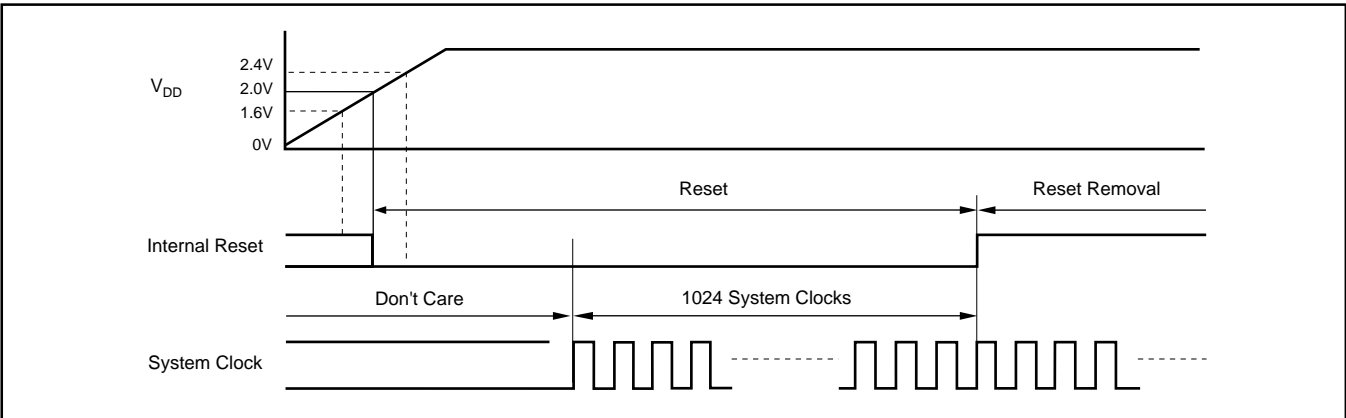 2.4V
V_DD
2.0V
1.6V
0V
Reset
Reset Removal
Internal Reset
Don't Care
1024 System Clocks
System Clock